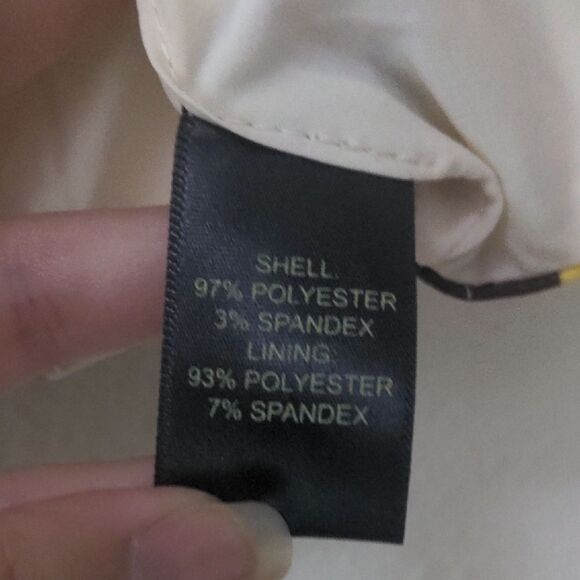 SHELL:
97% POLYESTER
3% SPANDEX
LINING:
93% POLYESTER
7% SPANDEX